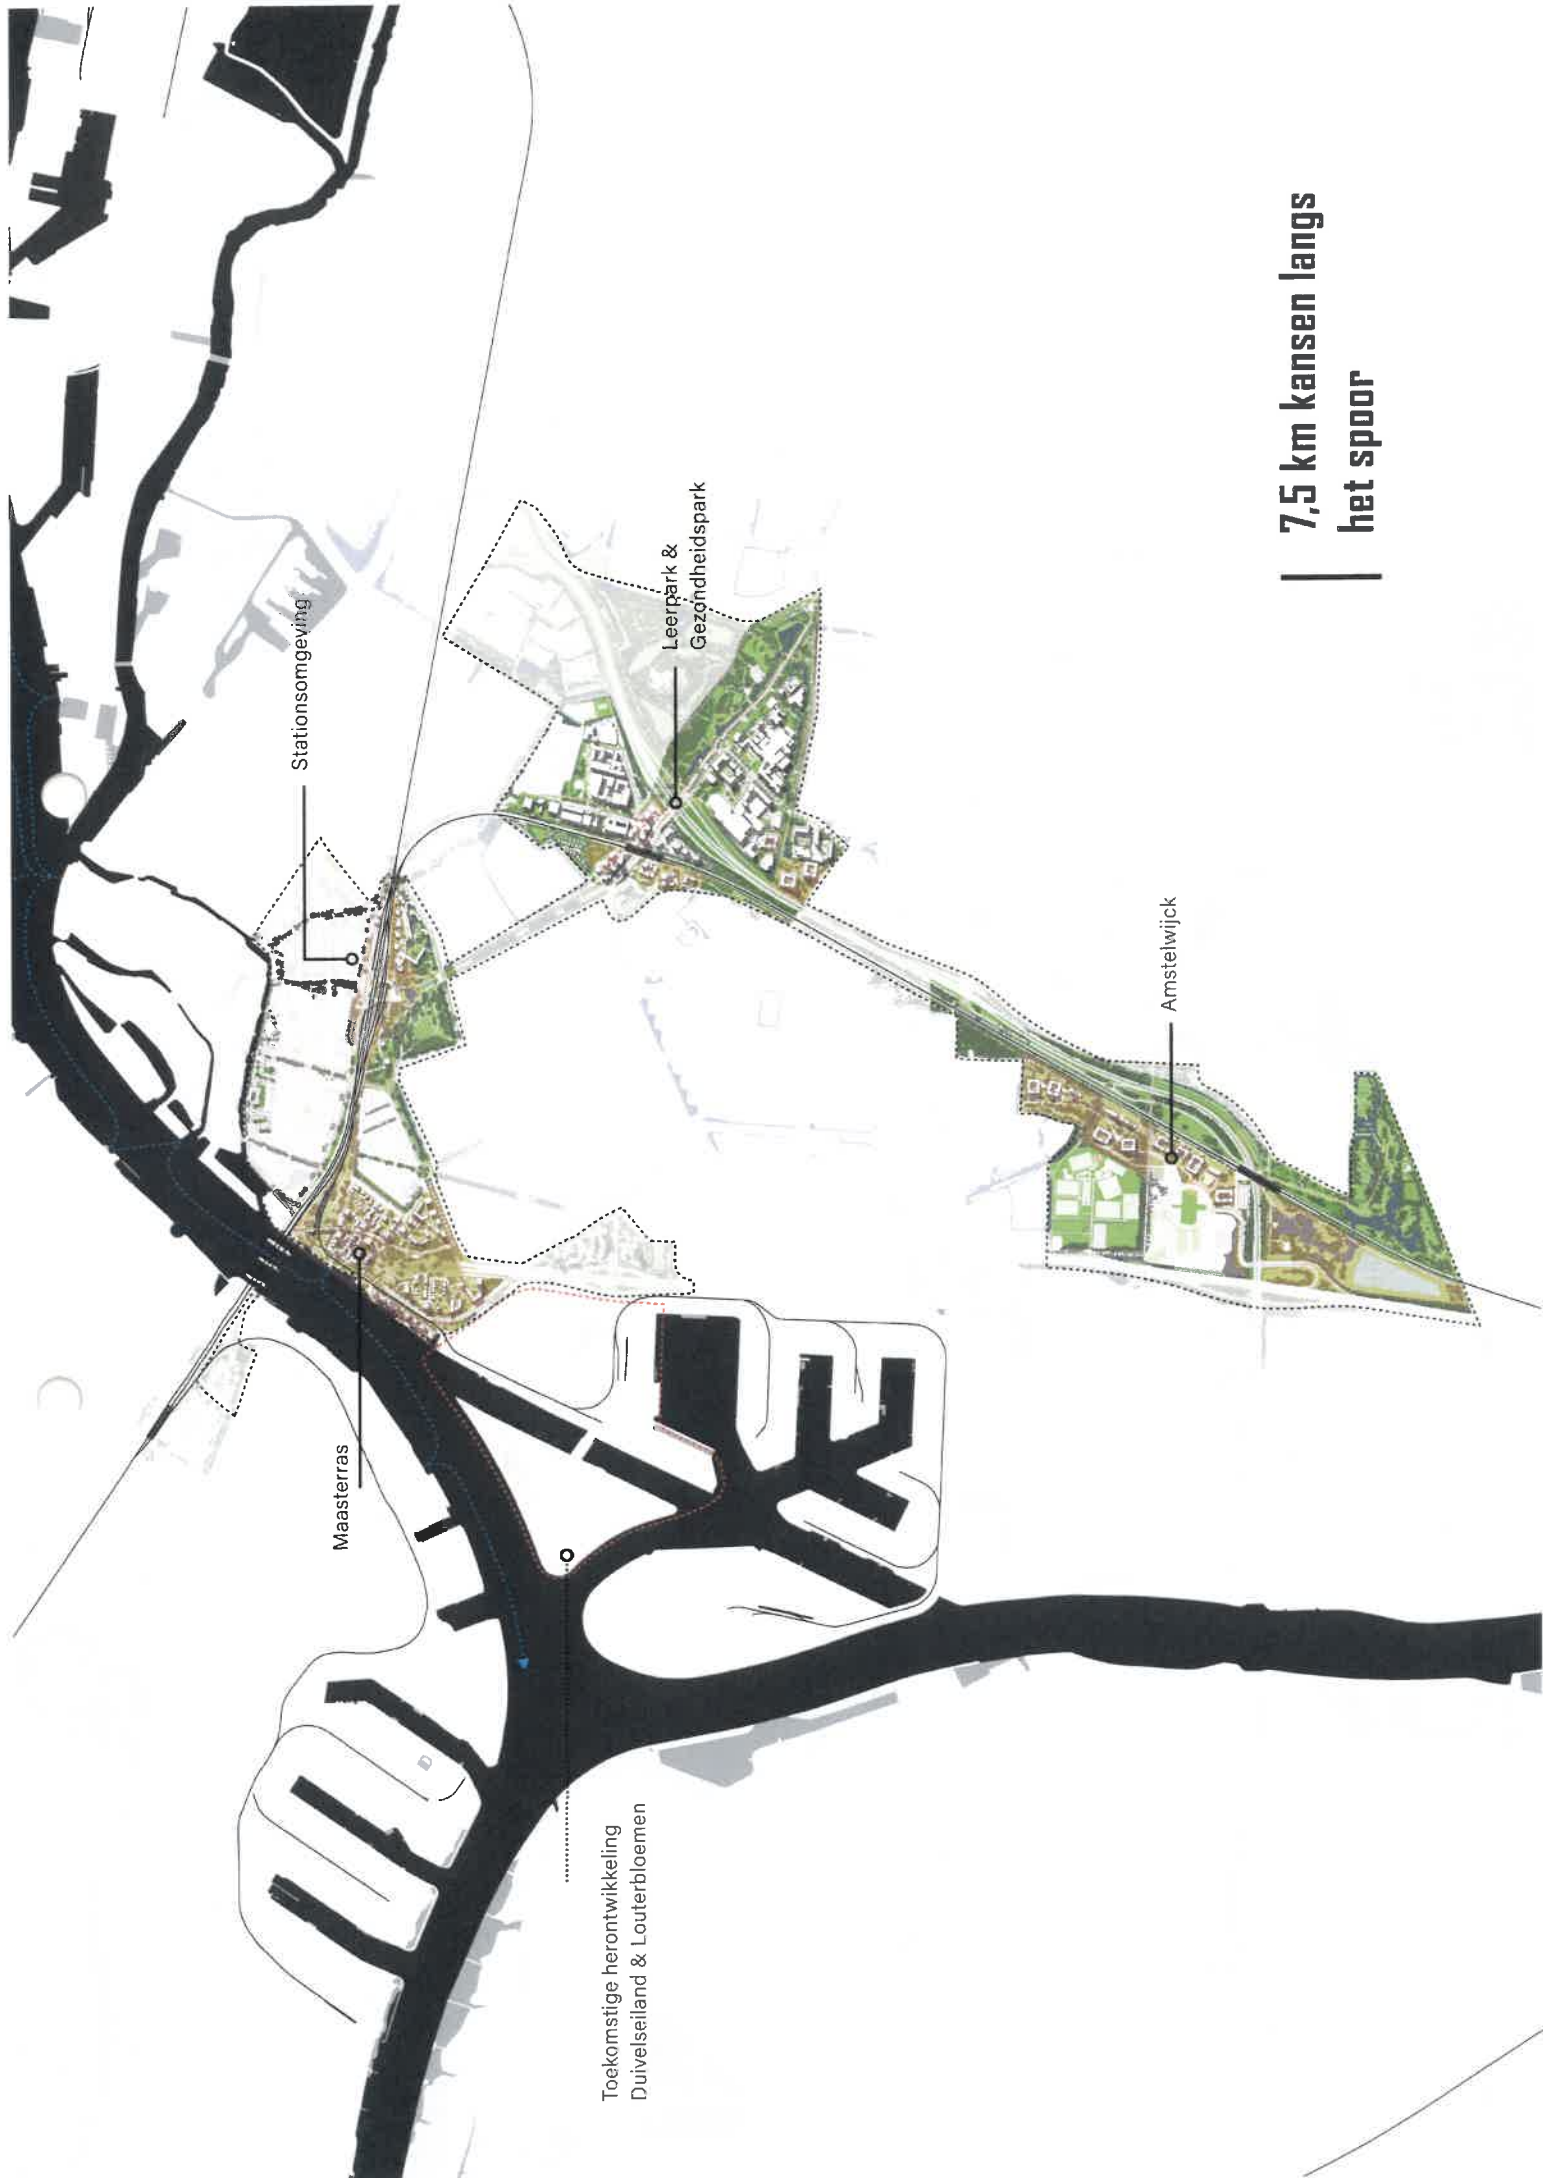 Stationsomgeving
Leerpark &
Gezondheidspark
Maasterras
Amstelwijck
Toekomstige herontwikkeling
Duivelseiland & Louterbloemen
7,5 km kansen langs
het spoor